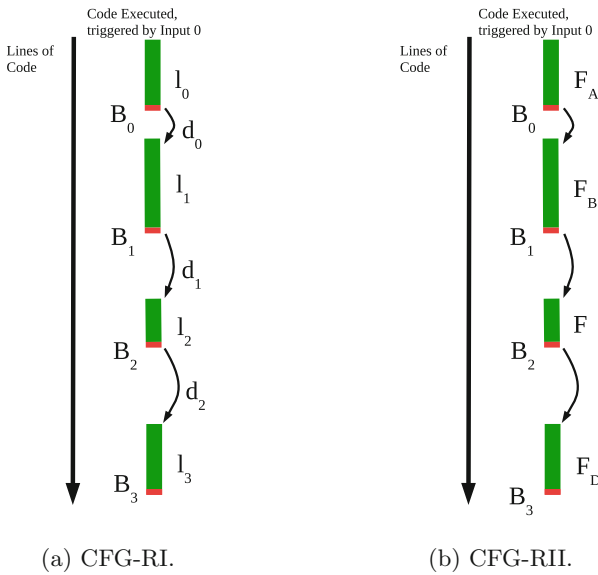 Code Executed,
triggered by Input 0
Lines of
Code
l0
B0
d0
l1
B1
d1
l2
B2
d2
l3
B3
(a) CFG-RI.
Code Executed,
triggered by Input 0
Lines of
Code
FA
B0
FB
B1
F
B2
FD
B3
(b) CFG-RII.